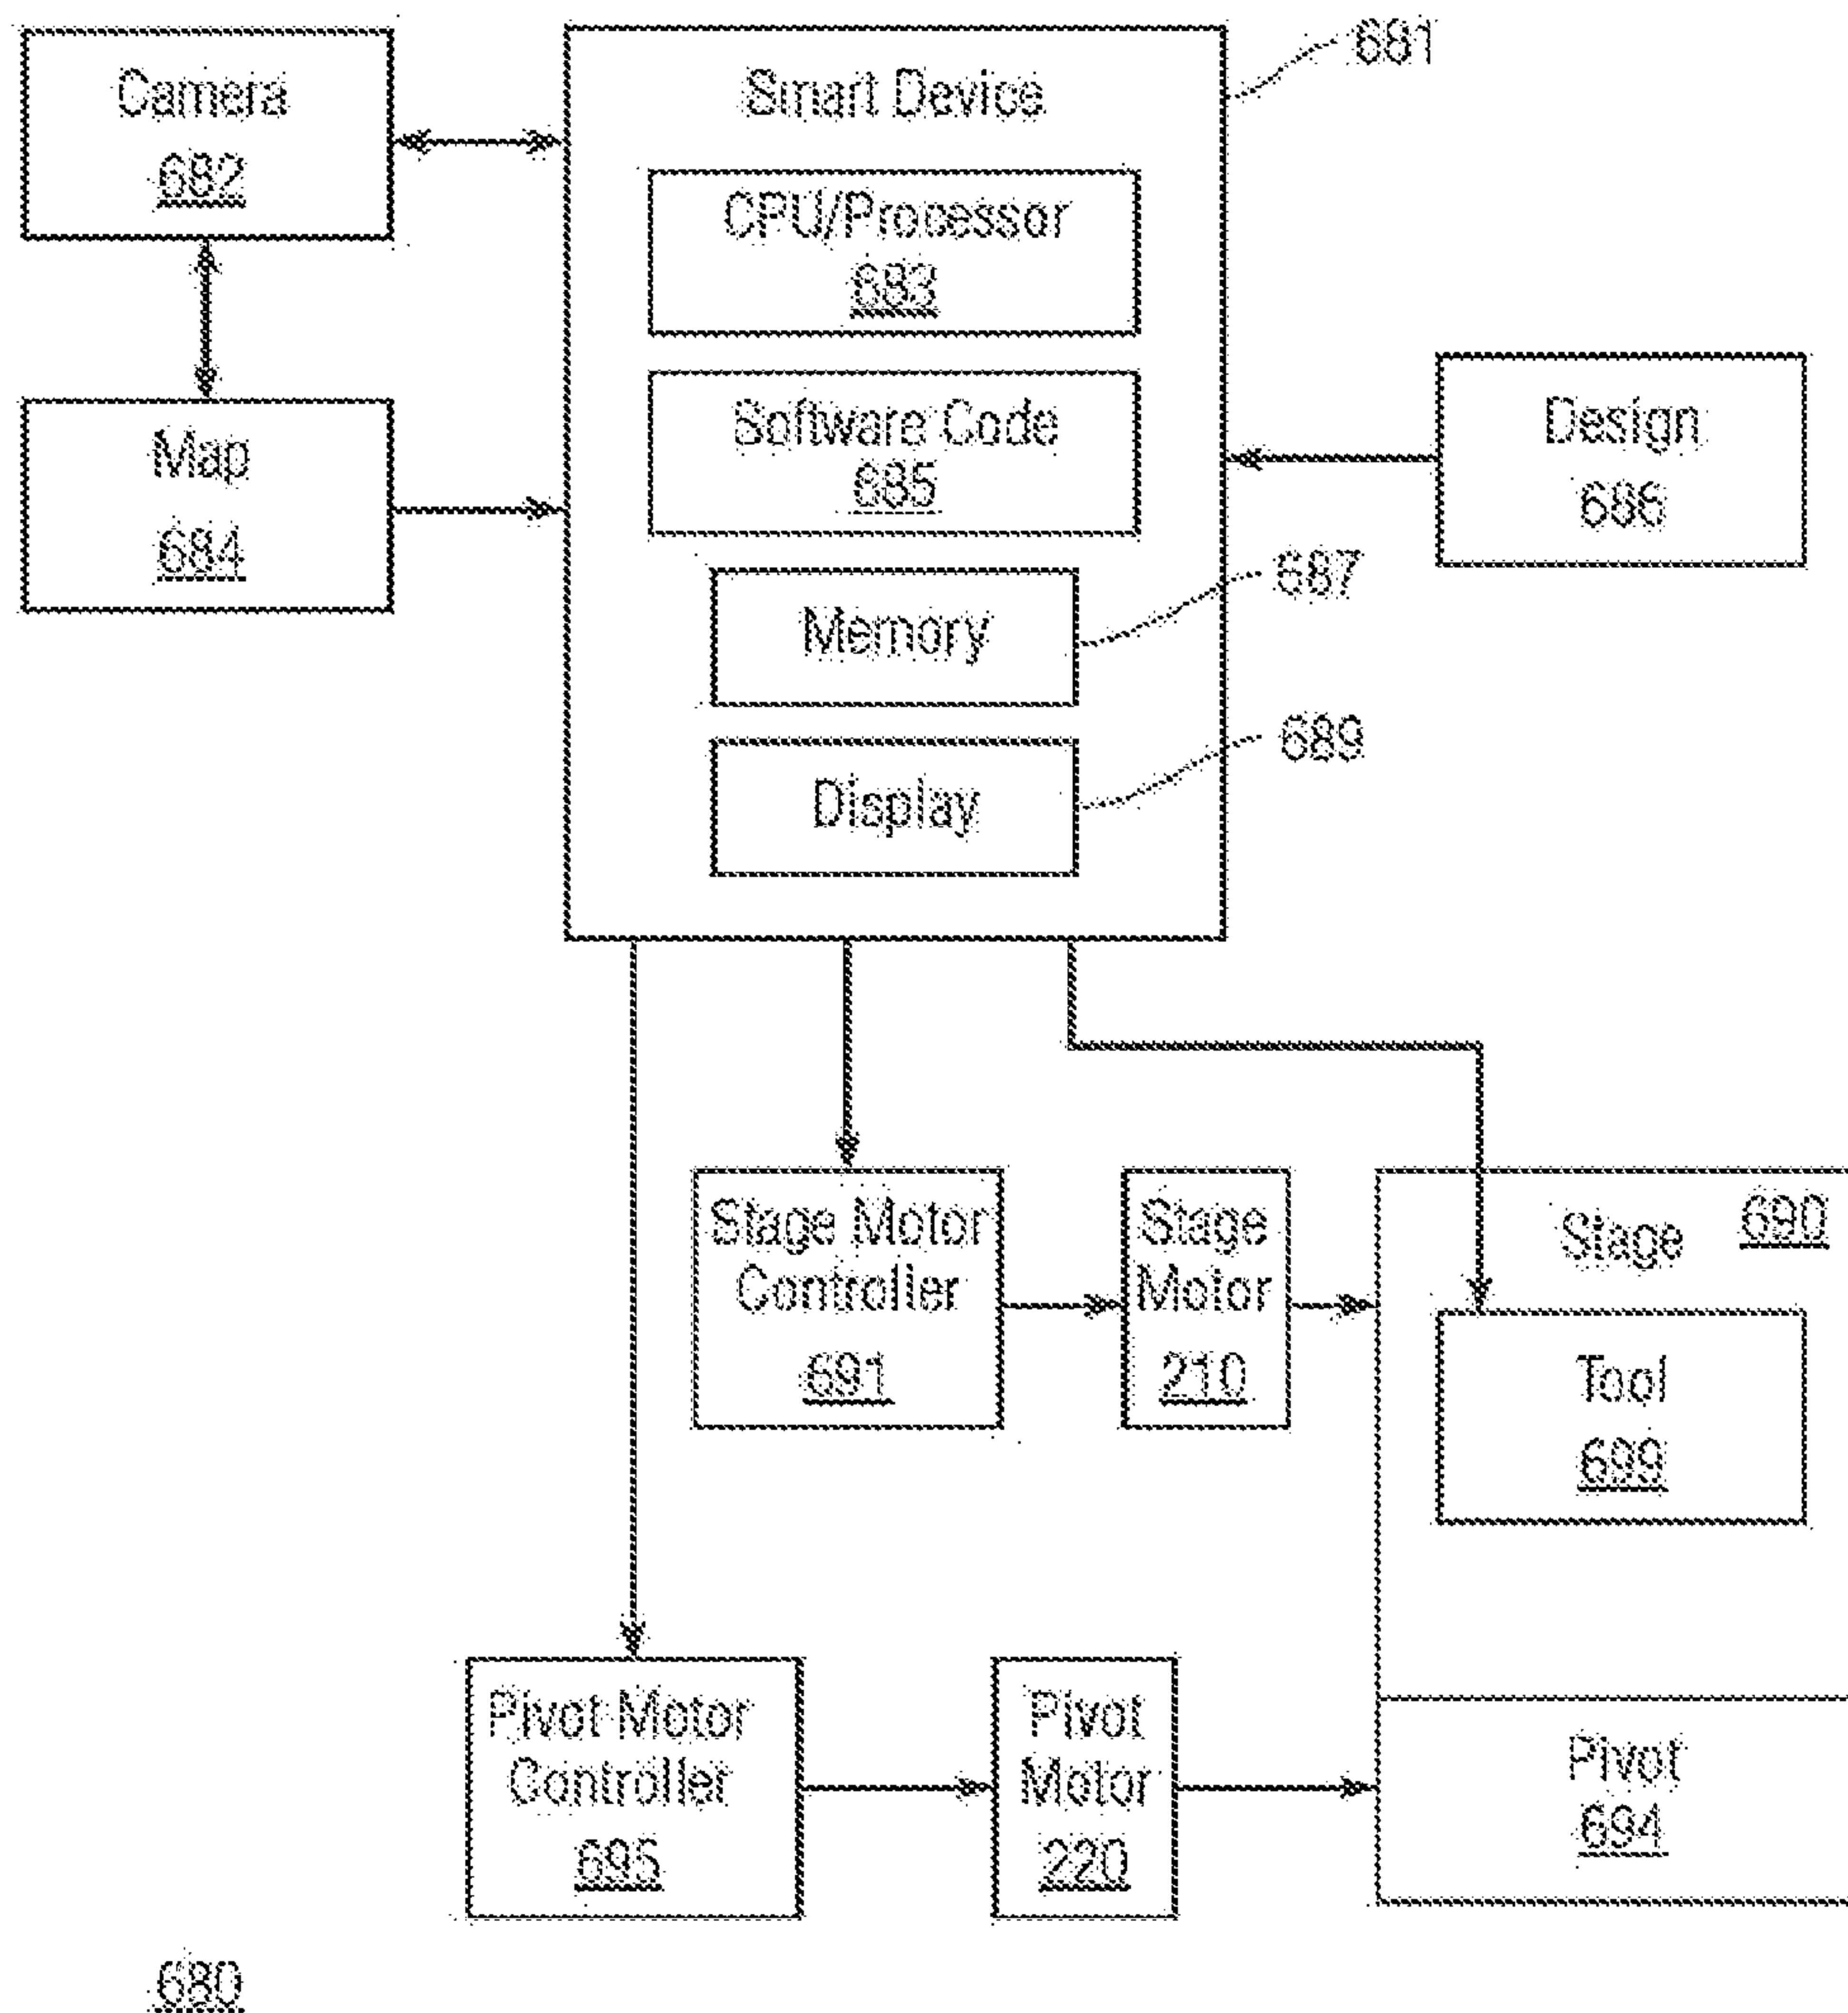 Camera
682
Smart Device
681
CPU/Processor
683
Software Code
685
Map
684
Design
686
Memory
687
Display
689
Stage Motor
Controller
691
Stage
Motor
210
Stage
690
Tool
699
Pivot Motor
Controller
695
Pivot
Motor
220
Pivot
694
680